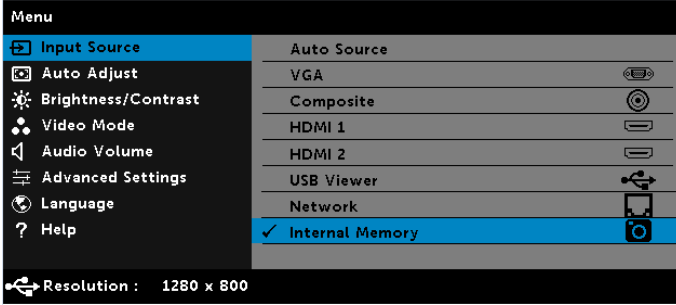 Menu
Input Source
Auto Adjust
Brightness/Contrast
Video Mode
Audio Volume
Advanced Settings
Language
? Help
Auto Source
VGA
Composite
HDMI 1
HDMI 2
USB Viewer
Network
✓ Internal Memory
Resolution : 1280 x 800